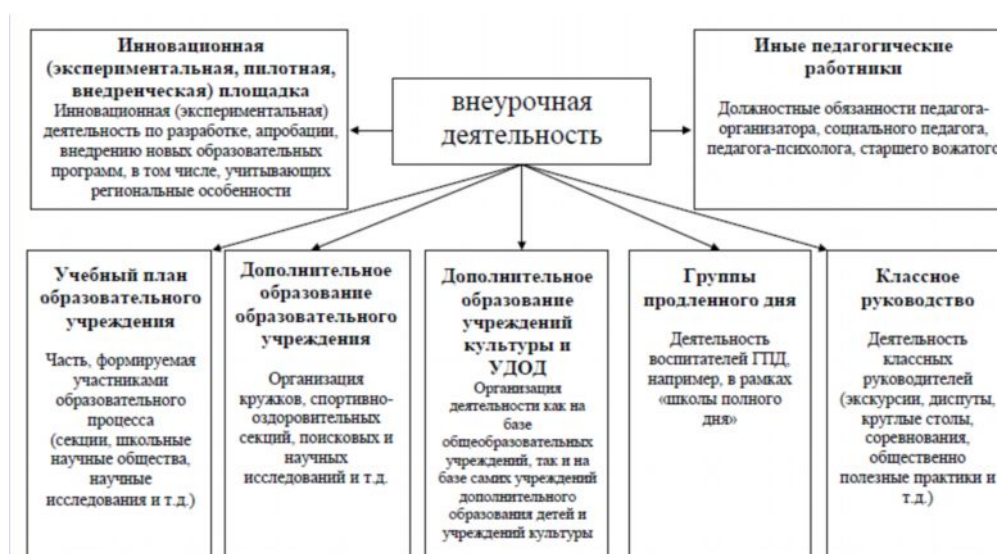 Инновационная
(экспериментальная, пилотная,
внедренческая) площадка
Инновационная (экспериментальная)
деятельность по разработке, апробации,
внедрению новых образовательных
программ, в том числе, учитывающих
региональные особенности
внеурочная
деятельность
Иные педагогические
работники
Должностные обязанности педагога-
организатора, социального педагога,
педагога-психолога, старшего вожатого
Учебный план
образовательного
учреждения
Часть, формируемая
участниками
образовательного
процесса
(секции, школьные
научные общества,
научные
исследования и т.д.)
Дополнительное
образование
образовательного
учреждения
Организация
кружков, спортивно-
оздоровительных
секций, поисковых и
научных
исследований и т.д.
Дополнительное
образование
учреждений
культуры и
УДОД
Организация
деятельности как на
базе
общеобразовательных
учреждений, так и на
базе самих учреждений
дополнительного
образования детей и
учреждений культуры
Группы
продленного дня
Деятельность
воспитателей ГПД,
например, в рамках
«школы полного
дня»
Классное
руководство
Деятельность
классных
руководителей
(экскурсии, диспуты,
круглые столы,
соревнования,
общественно
полезные практики и
т.д.)